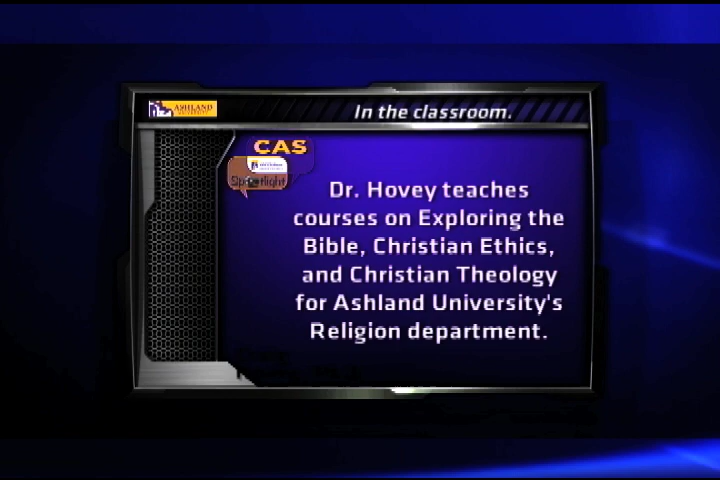 ASHLAND
UNIVERSITY
In the classroom.
CAS
Spotlight
Dr. Hovey teaches
courses on Exploring the
Bible, Christian Ethics,
and Christian Theology
for Ashland University's
Religion department.